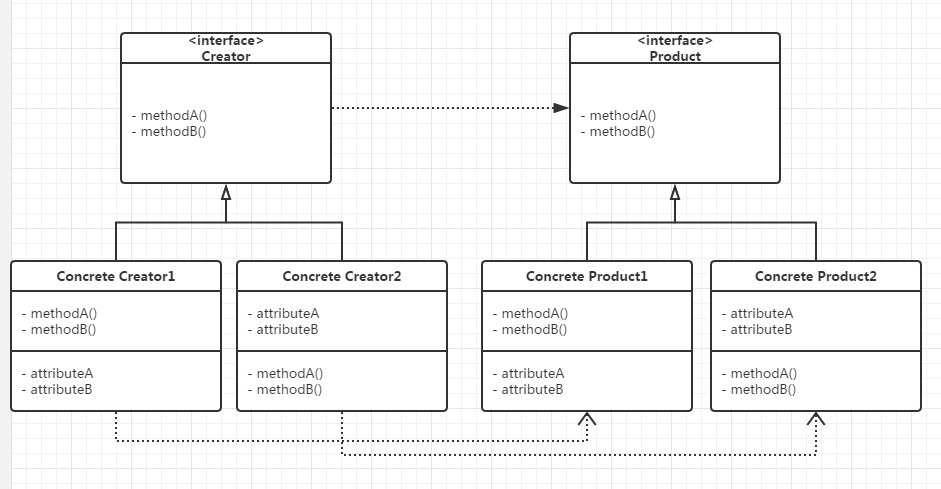 <interface>
Creator
- methodA()
- methodB()
<interface>
Product
- methodA()
- methodB()
Concrete Creator1
- methodA()
- methodB()
- attributeA
- attributeB
Concrete Creator2
- attributeA
- attributeB
- methodA()
- methodB()
Concrete Product1
- methodA()
- methodB()
- attributeA
- attributeB
Concrete Product2
- attributeA
- attributeB
- methodA()
- methodB()